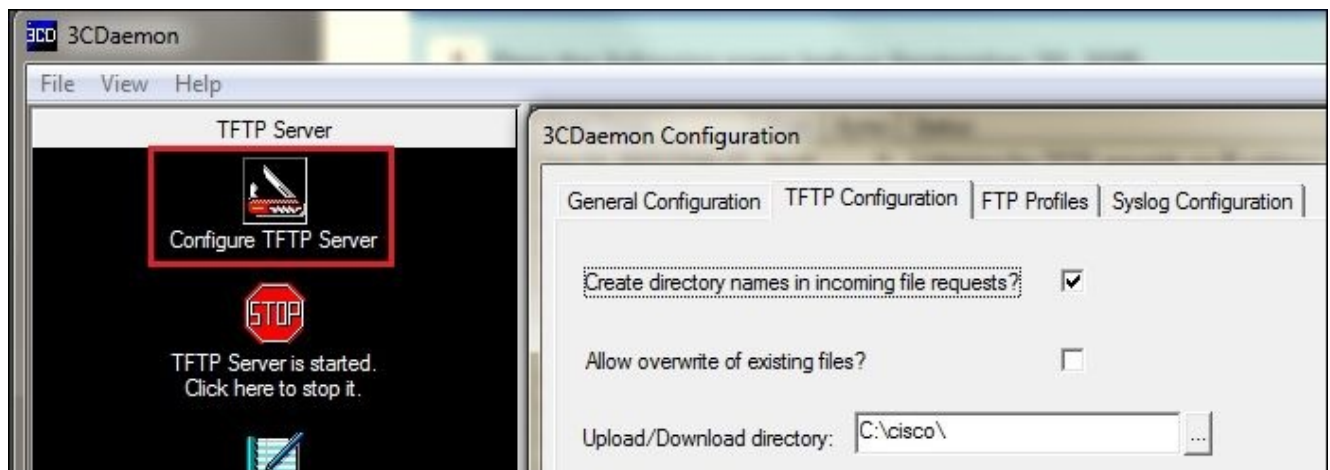 3CD 3CDaemon
File View Help
TFTP Server
Configure TFTP Server
STOP
TFTP Server is started.
Click here to stop it.
3CDaemon Configuration
General Configuration TFTP Configuration FTP Profiles Syslog Configuration
Create directory names in incoming file requests?
Allow overwrite of existing files?
Upload/Download directory: C:\cisco\ ...